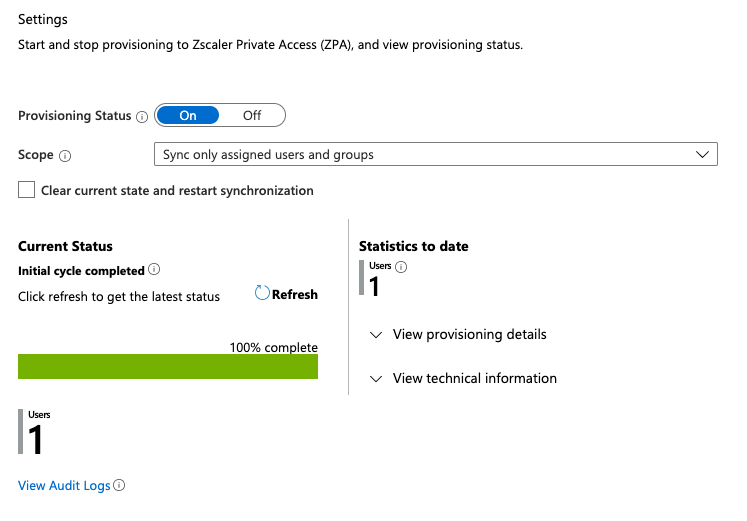 Settings
Start and stop provisioning to Zscaler Private Access (ZPA), and view provisioning status.
Provisioning Status
On Off
Scope
Sync only assigned users and groups
Clear current state and restart synchronization
Current Status
Initial cycle completed
Click refresh to get the latest status
Refresh
100% complete
Users
1
View Audit Logs
Statistics to date
Users
1
View provisioning details
View technical information